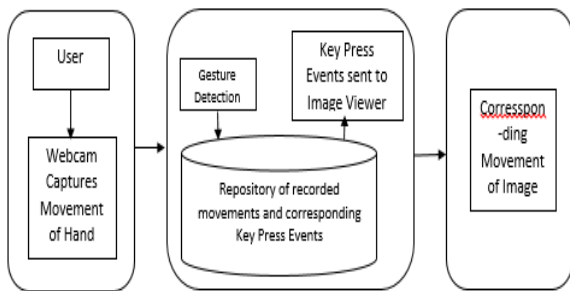 User
Webcam
Captures
Movement
of Hand
Gesture
Detection
Key Press
Events sent to
Image Viewer
Repository of recorded
movements and corresponding
Key Press Events
Corresspon
-ding
Movement
of Image